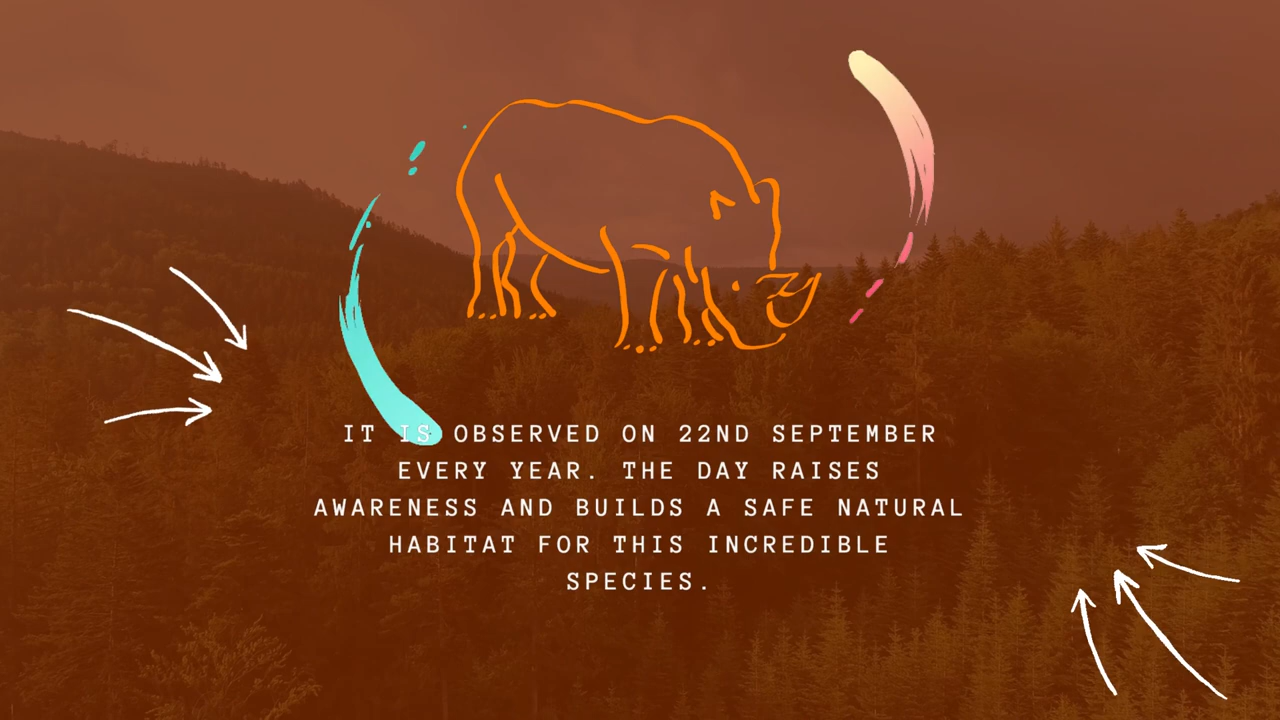 IT IS OBSERVED ON 22ND SEPTEMBER
EVERY YEAR. THE DAY RAISES
AWARENESS AND BUILDS A SAFE NATURAL
HABITAT FOR THIS INCREDIBLE
SPECIES.